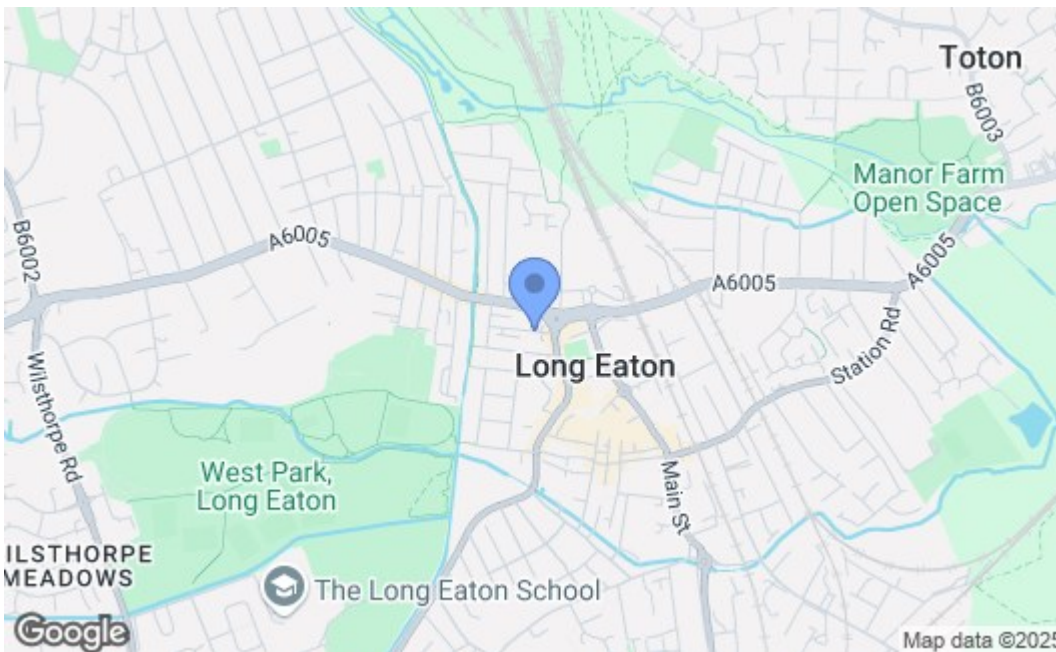 Toton
B6003
Manor Farm
Open Space
B6002
A6005
A6005
A6005
Long Eaton
Station Rd
Wilsthorpe Rd
West Park,
Long Eaton
Main St
ILSTHORPE
MEADOWS
The Long Eaton School
Google
Map data ©2025